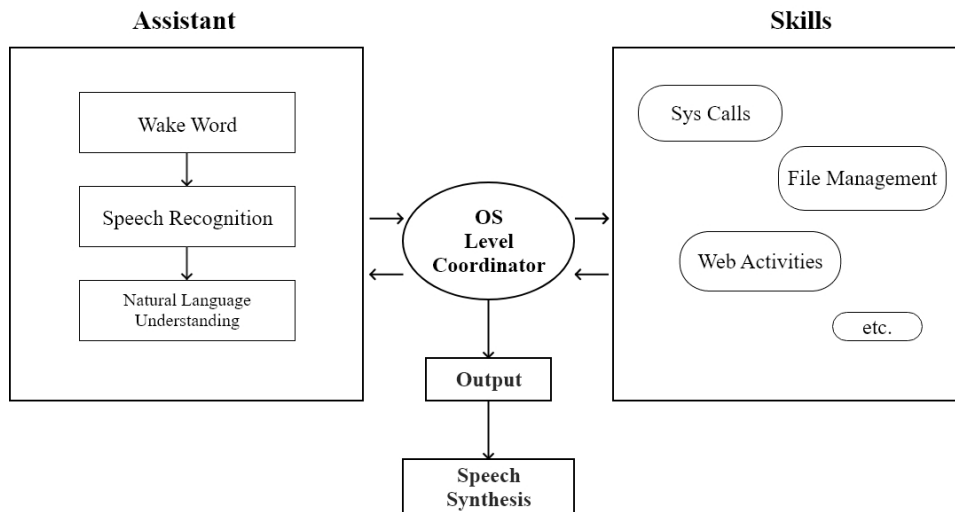 Assistant
Skills
Wake Word
Speech Recognition
Natural Language
Understanding
OS
Level
Coordinator
Sys Calls
File Management
Web Activities
etc.
Output
Speech
Synthesis